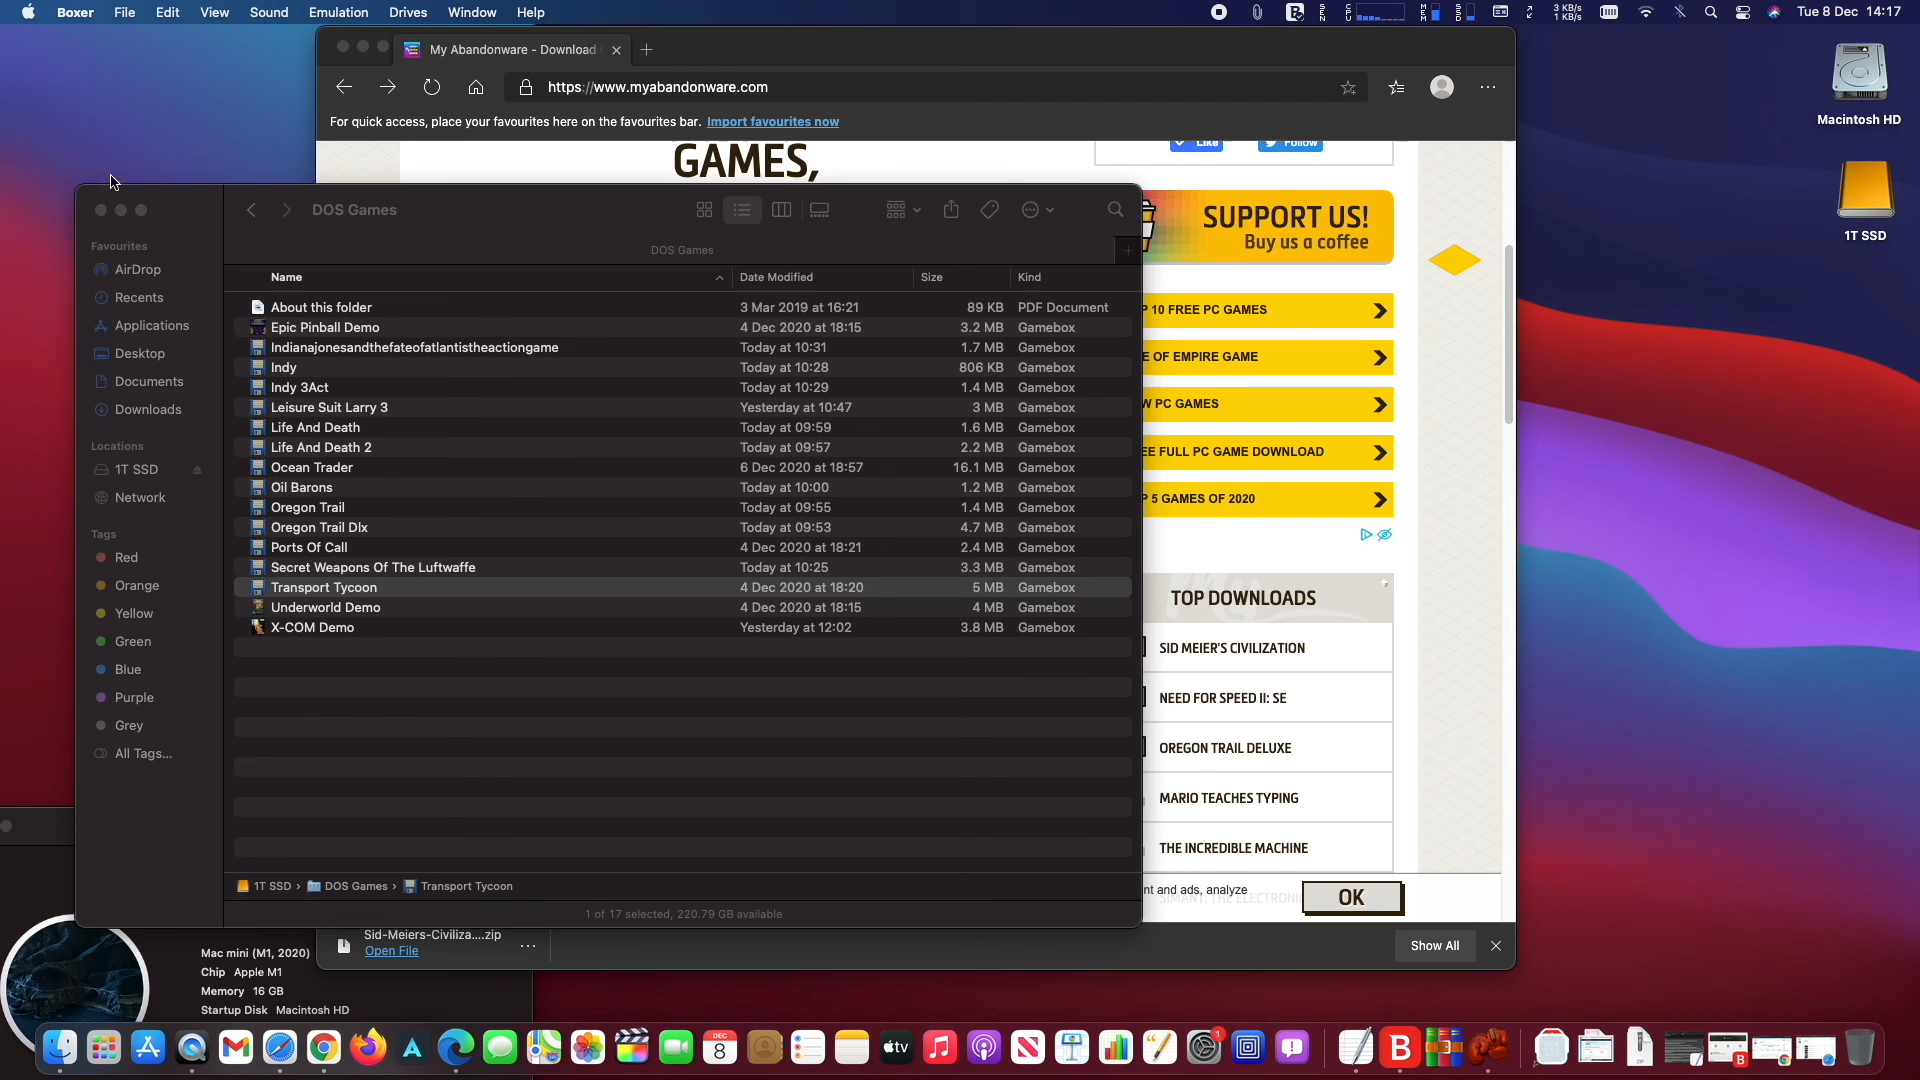 Boxer File Edit View Sound Emulation Drives Window Help
3 KB/s
1 KB/s
Tue 8 Dec 14:17
My Abandonware - Download
https://www.myabandonware.com
For quick access, place your favourites here on the favourites bar. Import favourites now
GAMES,
Like
Follow
SUPPORT US!
Buy us a coffee
P 10 FREE PC GAMES
E OF EMPIRE GAME
W PC GAMES
EE FULL PC GAME DOWNLOAD
P 5 GAMES OF 2020
TOP DOWNLOADS
SID MEIER'S CIVILIZATION
NEED FOR SPEED II: SE
OREGON TRAIL DELUXE
MARIO TEACHES TYPING
THE INCREDIBLE MACHINE
nt and ads, analyze
SIMANT: THE ELECTRONIC
OK
Sid-Meiers-Civiliza....zip
Open File
Show All
DOS Games
DOS Games
Favourites
AirDrop
Recents
Applications
Desktop
Documents
Downloads
Locations
1T SSD
Network
Tags
Red
Orange
Yellow
Green
Blue
Purple
Grey
All Tags...
Name Date Modified Size Kind
About this folder 3 Mar 2019 at 16:21 89 KB PDF Document
Epic Pinball Demo 4 Dec 2020 at 18:15 3.2 MB Gamebox
Indianajonesandthefateofatlantistheactiongame Today at 10:31 1.7 MB Gamebox
Indy Today at 10:28 806 KB Gamebox
Indy 3Act Today at 10:29 1.4 MB Gamebox
Leisure Suit Larry 3 Yesterday at 10:47 3 MB Gamebox
Life And Death Today at 09:59 1.6 MB Gamebox
Life And Death 2 Today at 09:57 2.2 MB Gamebox
Ocean Trader 6 Dec 2020 at 18:57 16.1 MB Gamebox
Oil Barons Today at 10:00 1.2 MB Gamebox
Oregon Trail Today at 09:55 1.4 MB Gamebox
Oregon Trail Dlx Today at 09:53 4.7 MB Gamebox
Ports Of Call 4 Dec 2020 at 18:21 2.4 MB Gamebox
Secret Weapons Of The Luftwaffe Today at 10:25 3.3 MB Gamebox
Transport Tycoon 4 Dec 2020 at 18:20 5 MB Gamebox
Underworld Demo 4 Dec 2020 at 18:15 4 MB Gamebox
X-COM Demo Yesterday at 12:02 3.8 MB Gamebox
1T SSD › DOS Games › Transport Tycoon
1 of 17 selected, 220.79 GB available
Mac mini (M1, 2020)
Chip Apple M1
Memory 16 GB
Startup Disk Macintosh HD
Macintosh HD
1T SSD
DEC
8
tv
1
B